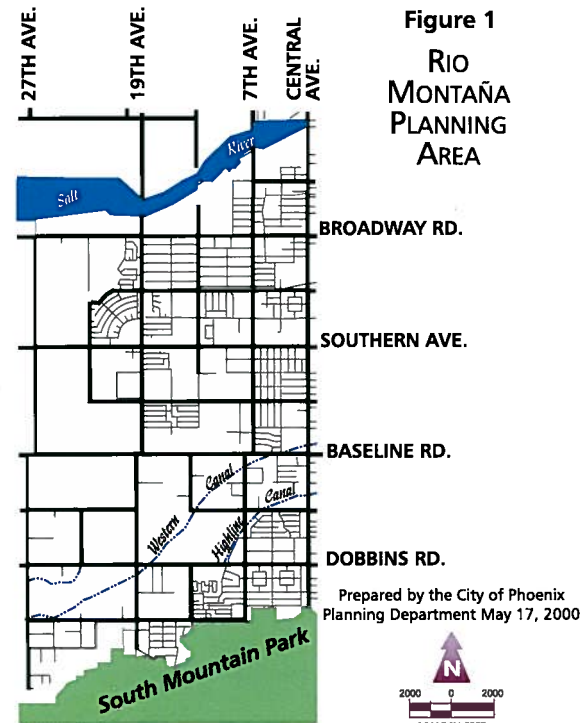 27TH AVE.
19TH AVE.
7TH AVE.
CENTRAL
AVE.
Figure 1
RIO
MONTAÑA
PLANNING
AREA
River
Salt
BROADWAY RD.
SOUTHERN AVE.
BASELINE RD.
Canal
Canal
Western
Highline
DOBBINS RD.
Prepared by the City of Phoenix
Planning Department May 17, 2000
South Mountain Park
N
2000 0 2000